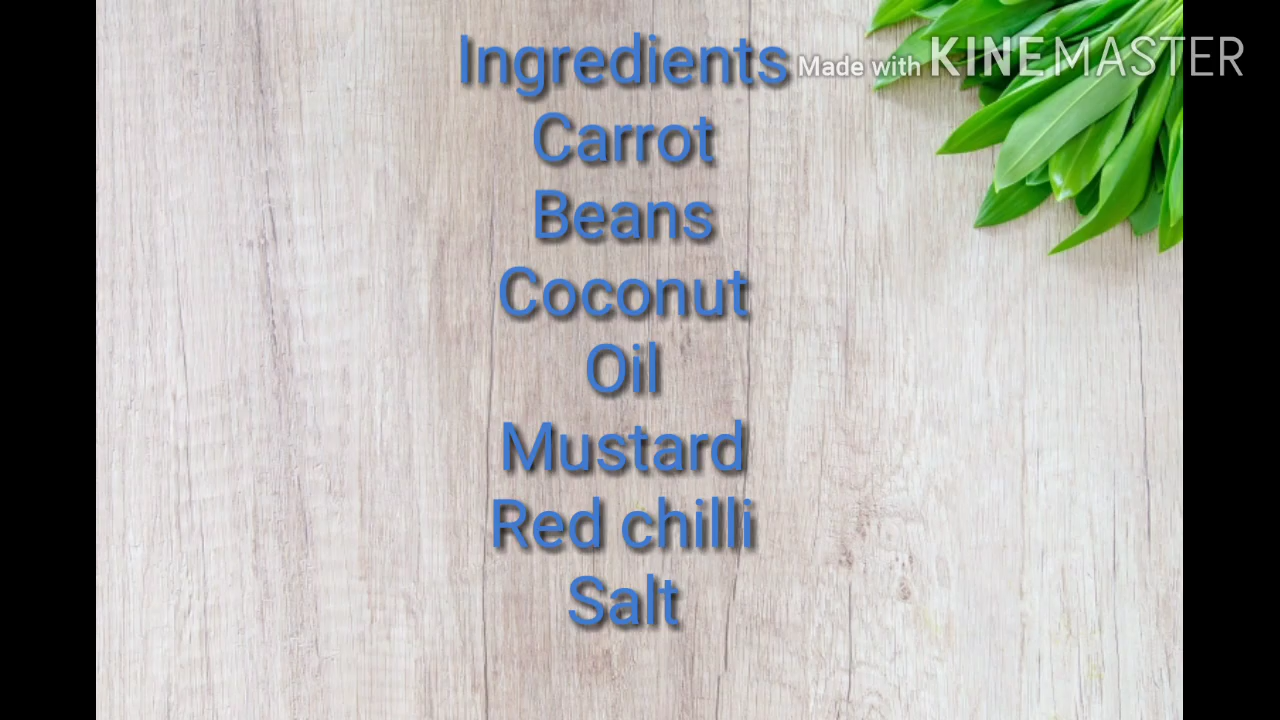 Ingredients
Made with KINEMASTER
Carrot
Beans
Coconut
Oil
Mustard
Red chilli
Salt